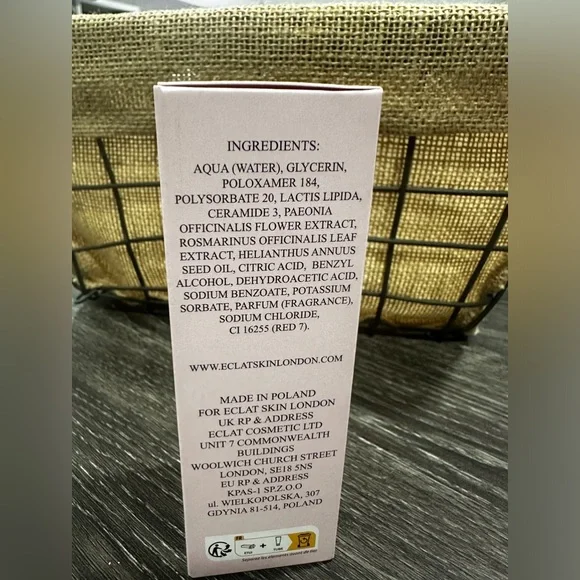 INGREDIENTS:
AQUA (WATER), GLYCERIN,
POLOXAMER 184,
POLYSORBATE 20, LACTIS LIPIDA,
CERAMIDE 3, PAEONIA
OFFICINALIS FLOWER EXTRACT,
ROSMARINUS OFFICINALIS LEAF
EXTRACT, HELIANTHUS ANNUUS
SEED OIL, CITRIC ACID, BENZYL
ALCOHOL, DEHYDROACETIC ACID,
SODIUM BENZOATE, POTASSIUM
SORBATE, PARFUM (FRAGRANCE),
SODIUM CHLORIDE,
CI 16255 (RED 7).
WWW.ECLATSKINLONDON.COM
MADE IN POLAND
FOR ECLAT SKIN LONDON
UK RP & ADDRESS
ECLAT COSMETIC LTD
UNIT 7 COMMONWEALTH
BUILDINGS
WOOLWICH CHURCH STREET
LONDON, SE18 5NS
EU RP & ADDRESS
KPAS-1 SP.Z.O.O
ul. WIELKOPOLSKA, 307
GDYNIA 81-514, POLAND
FR
+